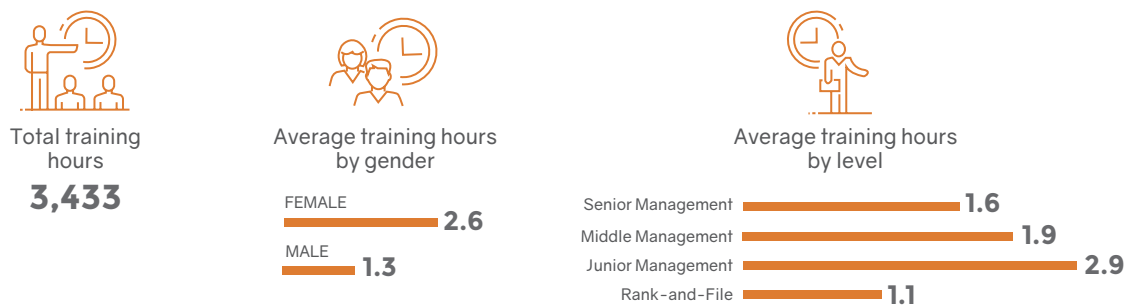 Total training
hours
3,433
Average training hours
by gender
FEMALE
2.6
MALE
1.3
Average training hours
by level
Senior Management 1.6
Middle Management 1.9
Junior Management 2.9
Rank-and-File 1.1